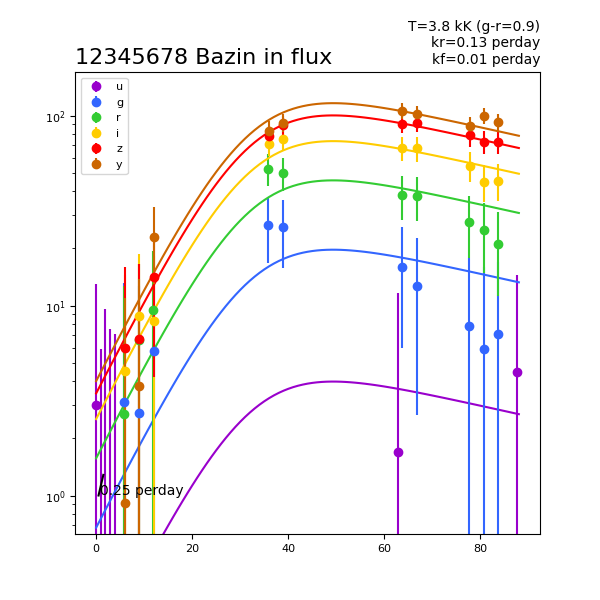 T=3.8 kK (g-r=0.9)
kr=0.13 perday
kf=0.01 perday
12345678 Bazin in flux
u
g
r
i
z
y
10²
10¹
10⁰
0.25 perday
0 20 40 60 80